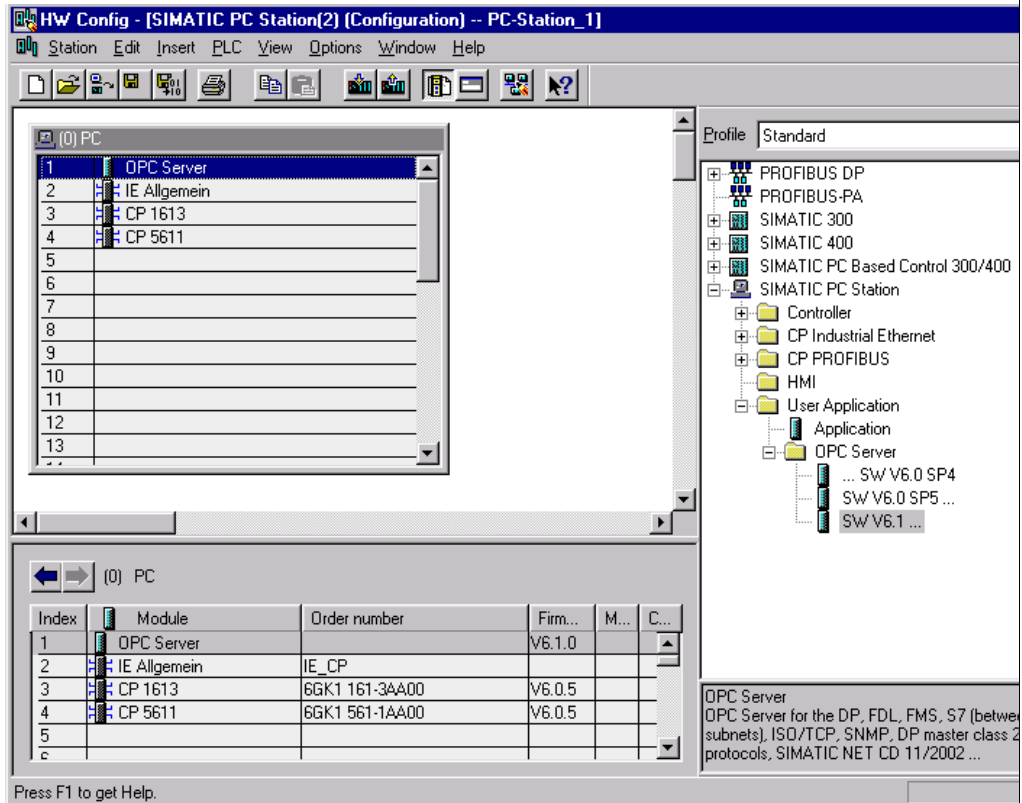 HW Config - [SIMATIC PC Station(2) (Configuration) -- PC-Station_1]
Station Edit Insert PLC View Options Window Help
(0) PC
1 OPC Server
2 IE Allgemein
3 CP 1613
4 CP 5611
5
6
7
8
9
10
11
12
13
Profile Standard
PROFIBUS DP
PROFIBUS-PA
SIMATIC 300
SIMATIC 400
SIMATIC PC Based Control 300/400
SIMATIC PC Station
Controller
CP Industrial Ethernet
CP PROFIBUS
HMI
User Application
Application
OPC Server
... SW V6.0 SP4
SW V6.0 SP5 ...
SW V6.1 ...
(0) PC
Index Module Order number Firm... M... C...
1 OPC Server V6.1.0
2 IE Allgemein IE_CP
3 CP 1613 6GK1 161-3AA00 V6.0.5
4 CP 5611 6GK1 561-1AA00 V6.0.5
5
OPC Server
OPC Server for the DP, FDL, FMS, S7 (betwee
subnets), ISO/TCP, SNMP, DP master class 2
protocols, SIMATIC NET CD 11/2002 ...
Press F1 to get Help.